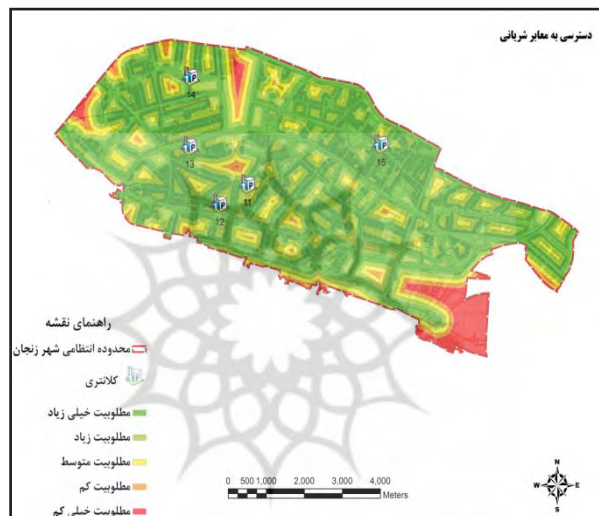 دسترسی به معابر شریانی
14
13
15
11
12
راهنمای نقشه
محدوده انتظامی شهر زنجان
کلانتری
مطلوبیت خیلی زیاد
مطلوبیت زیاد
مطلوبیت متوسط
مطلوبیت کم
مطلوبیت خیلی کم
0 500 1,000 2,000 3,000 4,000
Meters
N
W E
S